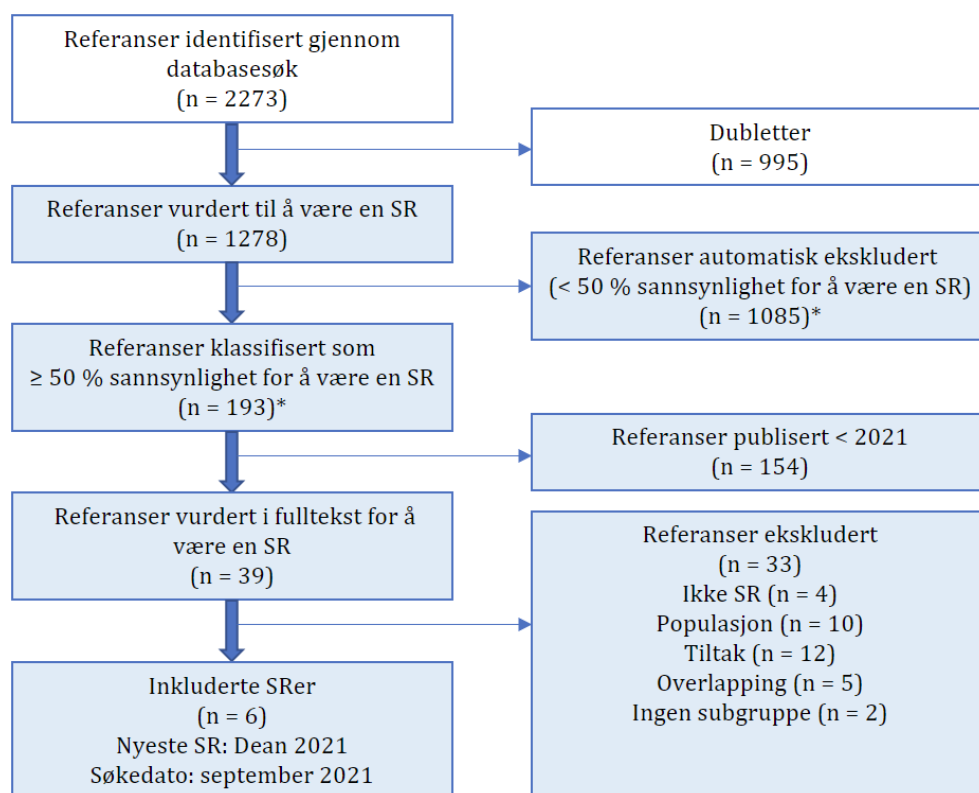 Referanser identifisert gjennom
databasesøk
(n = 2273)
Dubletter
(n = 995)
Referanser vurdert til å være en SR
(n = 1278)
Referanser automatisk ekskludert
(< 50 % sannsynlighet for å være en SR)
(n = 1085)*
Referanser klassifisert som
≥ 50 % sannsynlighet for å være en SR
(n = 193)*
Referanser publisert < 2021
(n = 154)
Referanser vurdert i fulltekst for å
være en SR
(n = 39)
Referanser ekskludert
(n = 33)
Ikke SR (n = 4)
Populasjon (n = 10)
Tiltak (n = 12)
Overlapping (n = 5)
Ingen subgruppe (n = 2)
Inkluderte SRer
(n = 6)
Nyeste SR: Dean 2021
Søkedato: september 2021